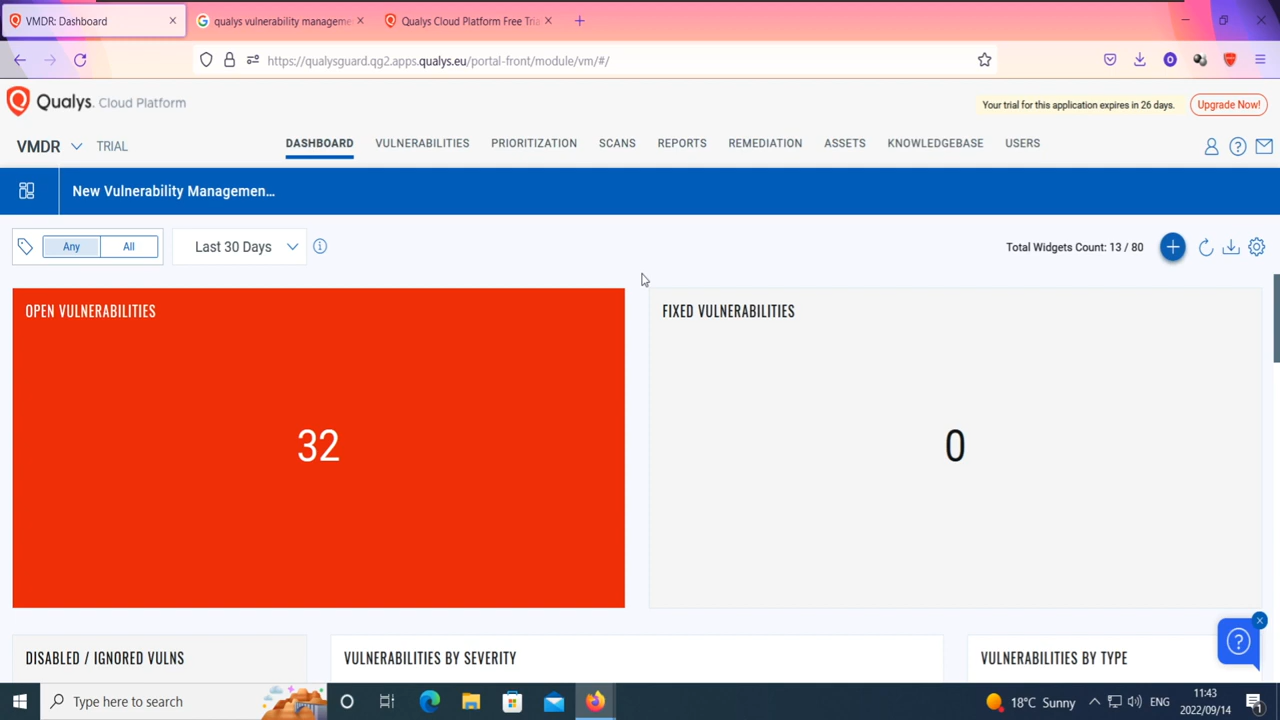 VMDR: Dashboard
qualys vulnerability manageme
Qualys Cloud Platform Free Tria
https://qualysguard.qg2.apps.qualys.eu/portal-front/module/vm/#/
Qualys. Cloud Platform
Your trial for this application expires in 26 days.
Upgrade Now!
VMDR
TRIAL
DASHBOARD
VULNERABILITIES
PRIORITIZATION
SCANS
REPORTS
REMEDIATION
ASSETS
KNOWLEDGEBASE
USERS
New Vulnerability Managemen...
Any
All
Last 30 Days
Total Widgets Count: 13 / 80
OPEN VULNERABILITIES
32
FIXED VULNERABILITIES
0
DISABLED / IGNORED VULNS
VULNERABILITIES BY SEVERITY
VULNERABILITIES BY TYPE
Type here to search
18°C Sunny
ENG
11:43
2022/09/14
1